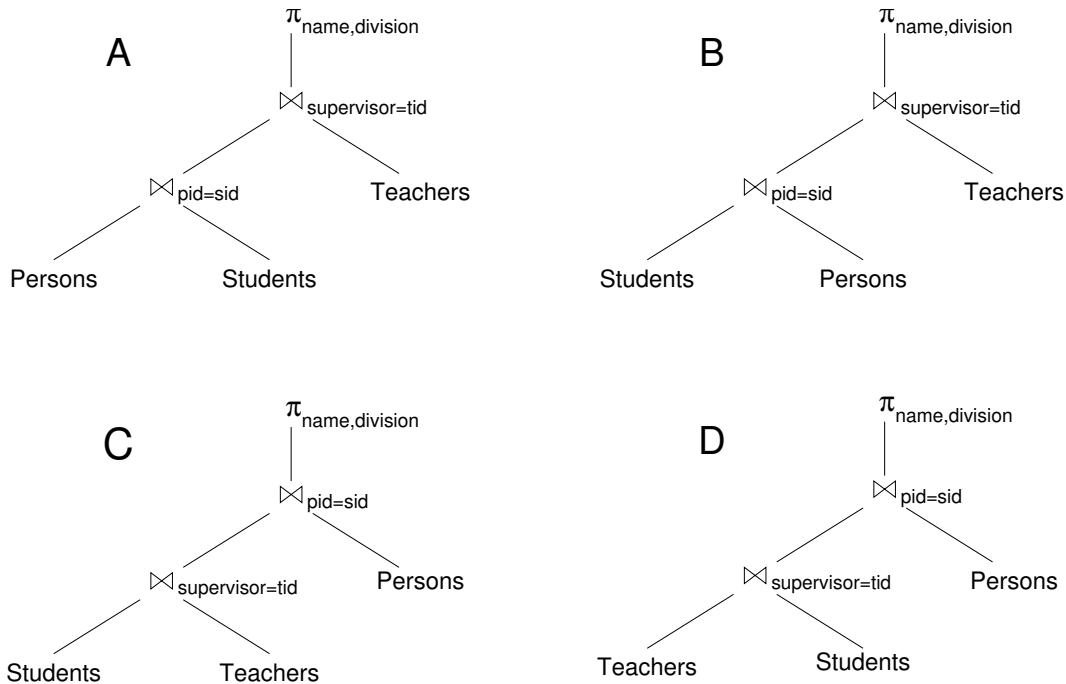 A
π name,division
⋈ supervisor=tid
⋈ pid=sid
Teachers
Persons
Students
B
π name,division
⋈ supervisor=tid
⋈ pid=sid
Teachers
Students
Persons
C
π name,division
⋈ pid=sid
⋈ supervisor=tid
Persons
Students
Teachers
D
π name,division
⋈ pid=sid
⋈ supervisor=tid
Persons
Teachers
Students